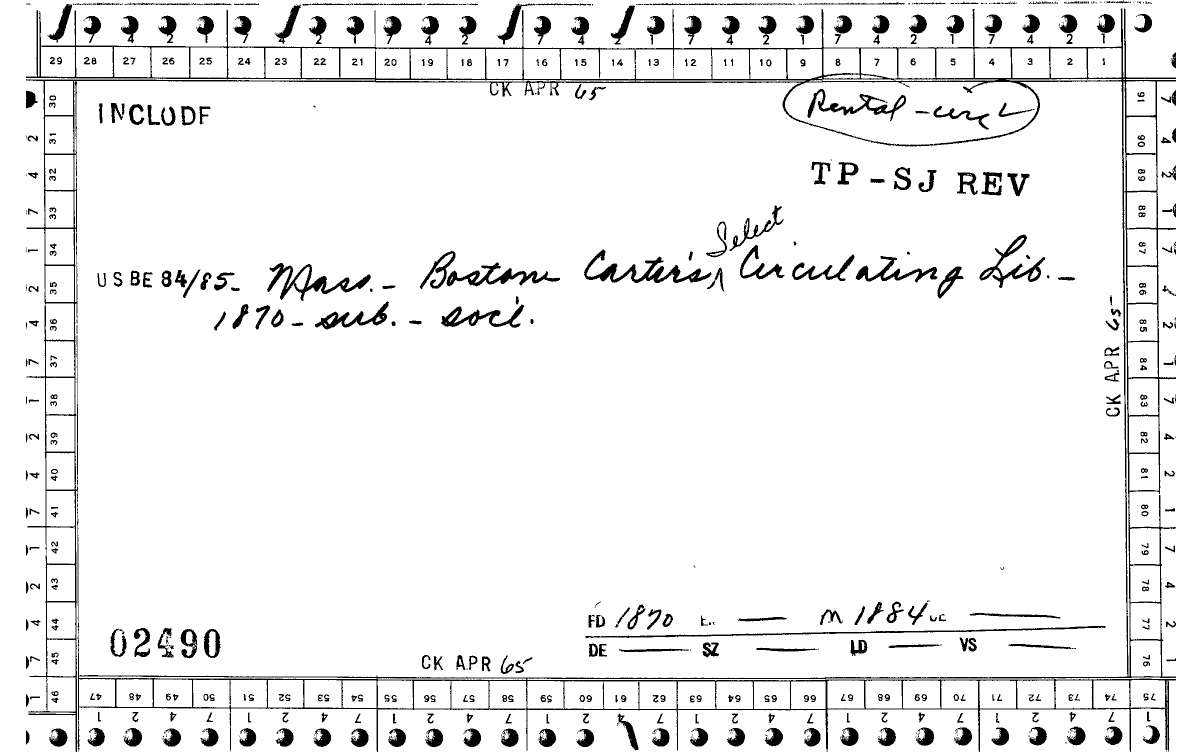 7 4 2 1 7 4 2 1 7 4 2 1 7 4 2 1 7 4 2 1 7 4 2 1 7 4 2 1
29 28 27 26 25 24 23 22 21 20 19 18 17 16 15 14 13 12 11 10 9 8 7 6 5 4 3 2 1
CK APR 65
INCLUDF
Rental - circ
TP-SJ REV
Select
USBE 84/85- Mass. - Boston Carter's, Circulating Lib. -
1870 - sub. - soc'l.
CK APR 65
FD 1870 M 1884
DE SZ LD VS
02490
CK APR 65
30 31 32 33 34 35 36 37 38 39 40 41 42 43 44 45 46
91 90 89 88 87 86 85 84 83 82 81 80 79 78 77 76
47 48 49 50 51 52 53 54 55 56 57 58 59 60 61 62 63 64 65 66 67 68 69 70 71 72 73 74 75
1 2 4 7 1 2 4 7 1 2 4 7 1 2 4 7 1 2 4 7 1 2 4 7 1 2 4 7 1